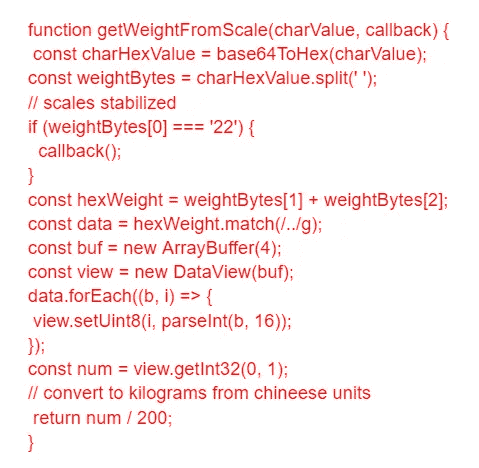 function getWeightFromScale(charValue, callback) {
const charHexValue = base64ToHex(charValue);
const weightBytes = charHexValue.split(' ');
// scales stabilized
if (weightBytes[0] === '22') {
callback();
}
const hexWeight = weightBytes[1] + weightBytes[2];
const data = hexWeight.match(/../g);
const buf = new ArrayBuffer(4);
const view = new DataView(buf);
data.forEach((b, i) => {
view.setUint8(i, parseInt(b, 16));
});
const num = view.getInt32(0, 1);
// convert to kilograms from chineese units
return num / 200;
}